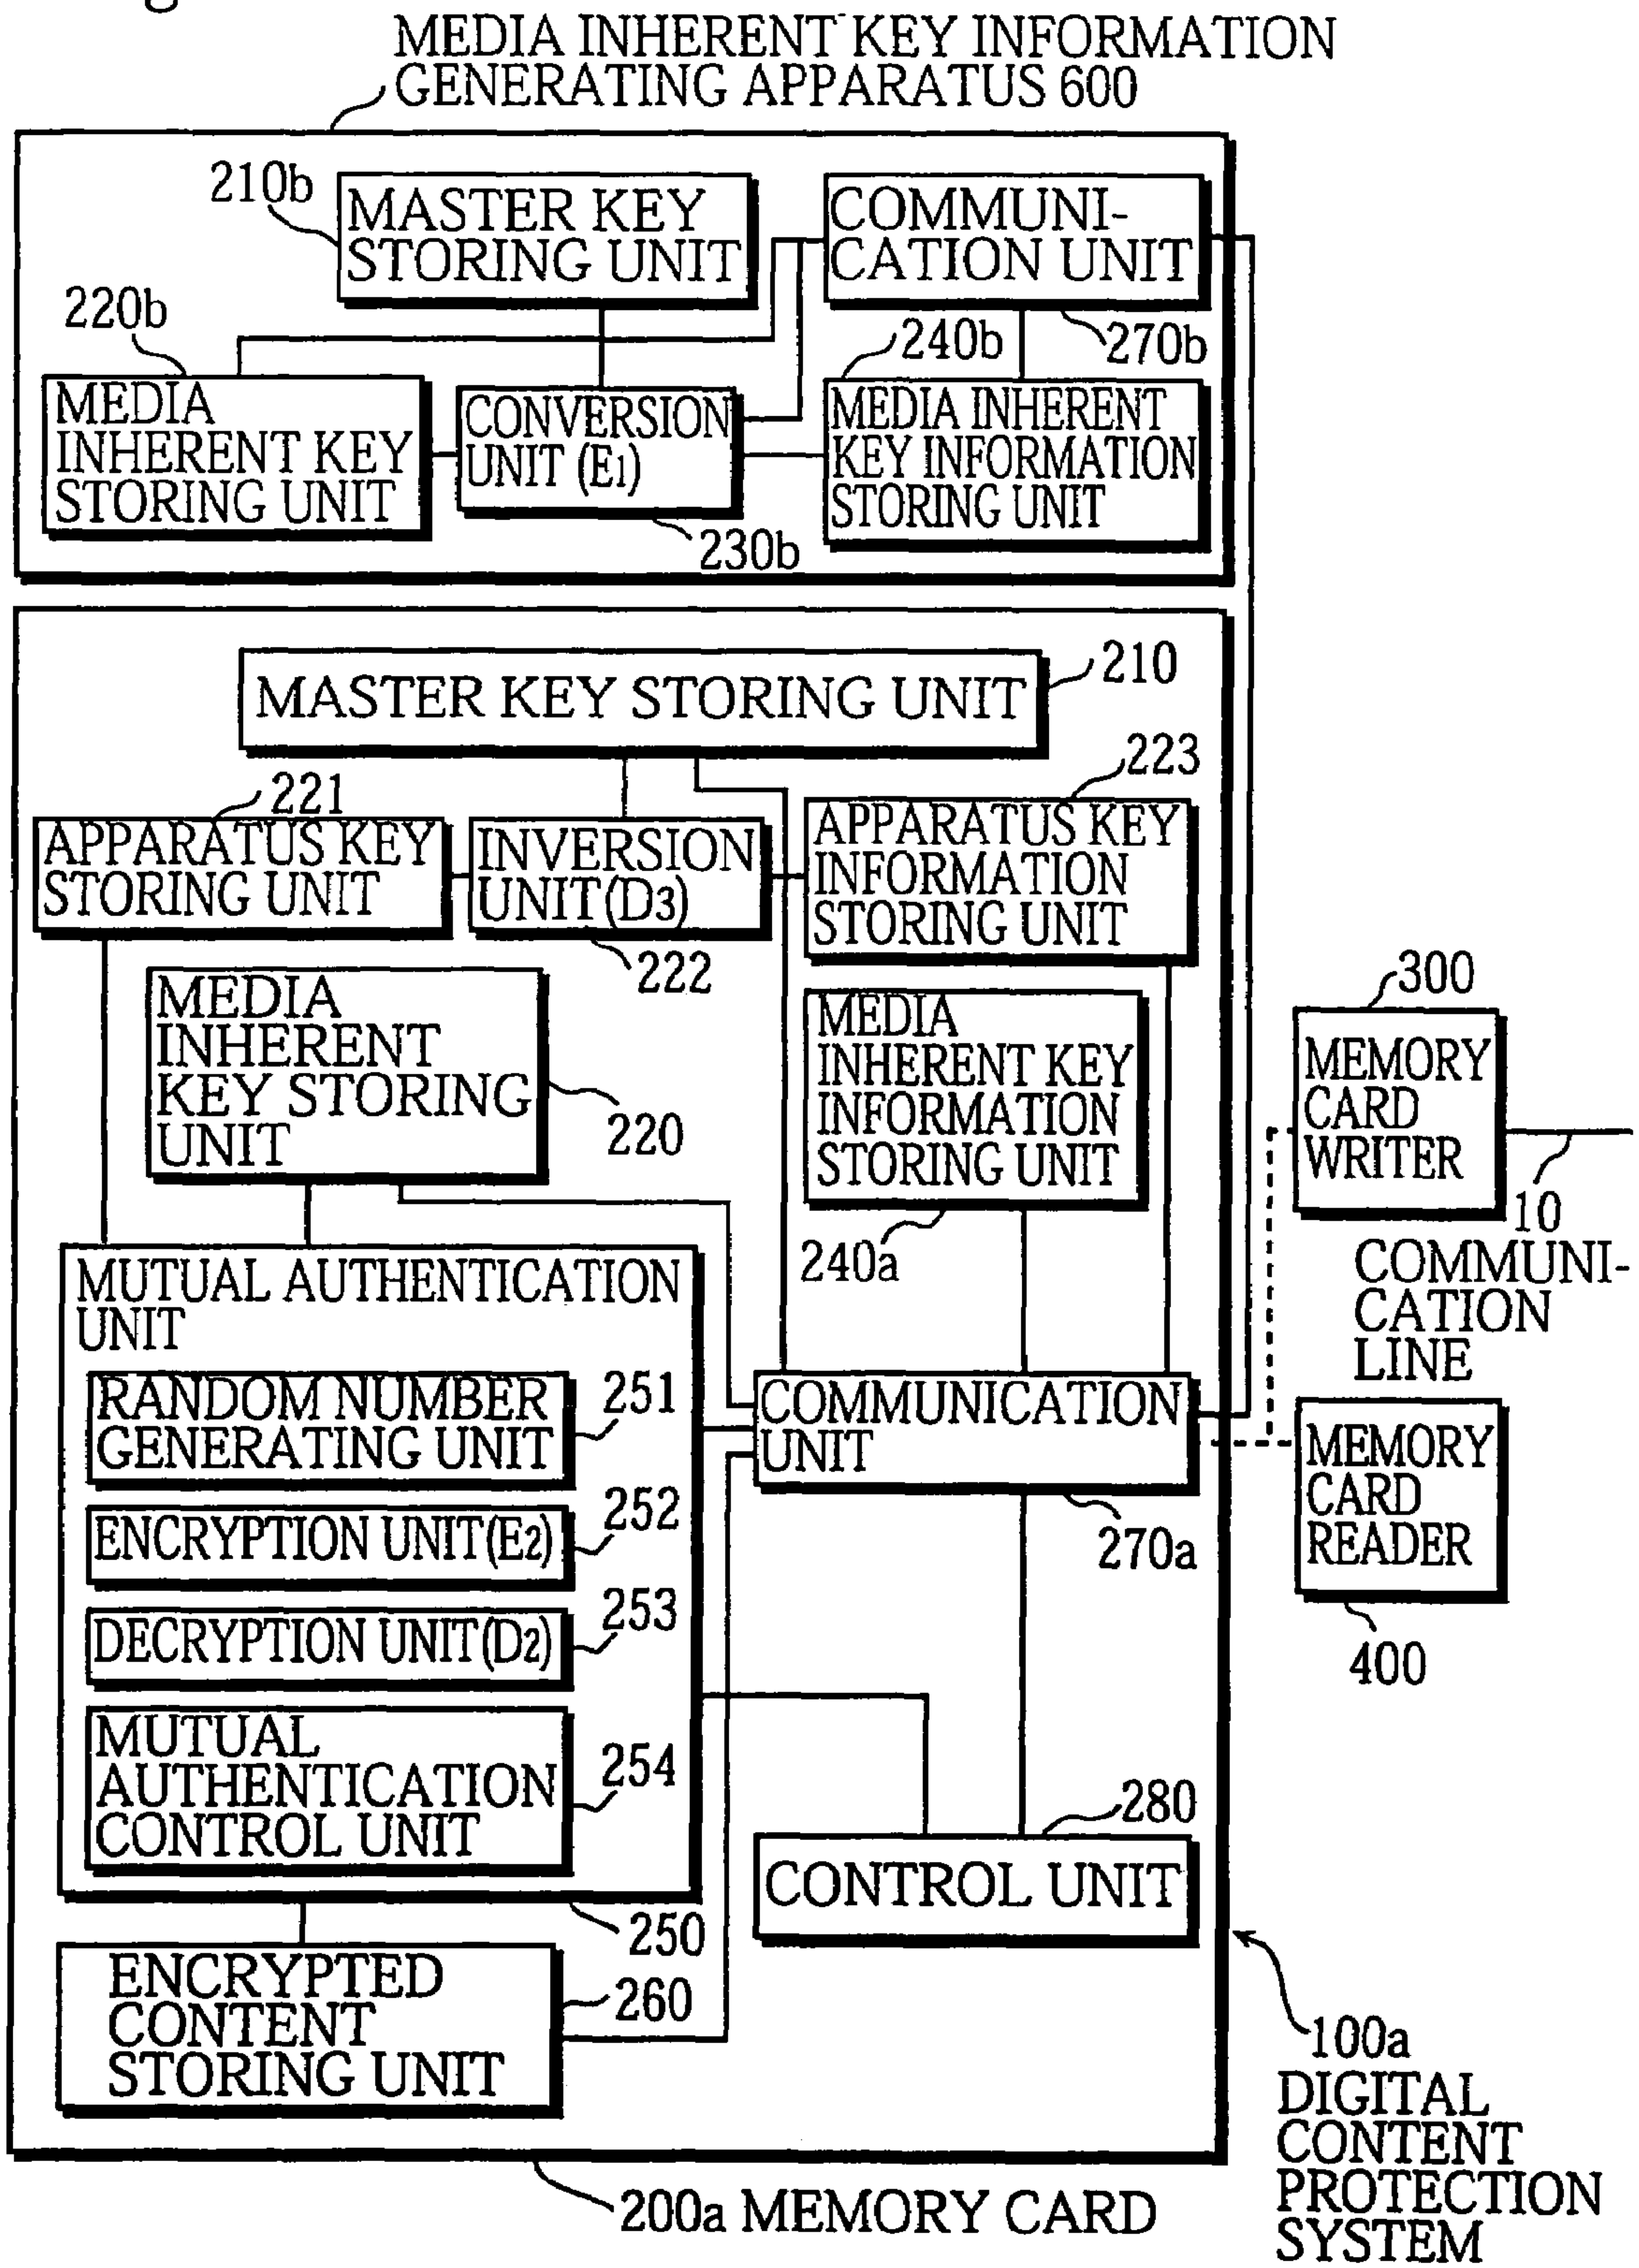 MEDIA INHERENT KEY INFORMATION
GENERATING APPARATUS 600
210b
MASTER KEY
STORING UNIT
COMMUNI-
CATION UNIT
220b
240b
270b
MEDIA
INHERENT KEY
STORING UNIT
CONVERSION
UNIT (E1)
MEDIA INHERENT
KEY INFORMATION
STORING UNIT
230b
210
MASTER KEY STORING UNIT
223
221
APPARATUS KEY
STORING UNIT
INVERSION
UNIT(D3)
APPARATUS KEY
INFORMATION
STORING UNIT
222
MEDIA
INHERENT
KEY STORING
UNIT
220
MEDIA
INHERENT KEY
INFORMATION
STORING UNIT
240a
300
MEMORY
CARD
WRITER
10
COMMUNI-
CATION
LINE
MUTUAL AUTHENTICATION
UNIT
RANDOM NUMBER
GENERATING UNIT
251
COMMUNICATION
UNIT
270a
MEMORY
CARD
READER
400
ENCRYPTION UNIT(E2)
252
DECRYPTION UNIT(D2)
253
MUTUAL
AUTHENTICATION
CONTROL UNIT
254
280
CONTROL UNIT
250
ENCRYPTED
CONTENT
STORING UNIT
260
100a
DIGITAL
CONTENT
PROTECTION
SYSTEM
200a MEMORY CARD